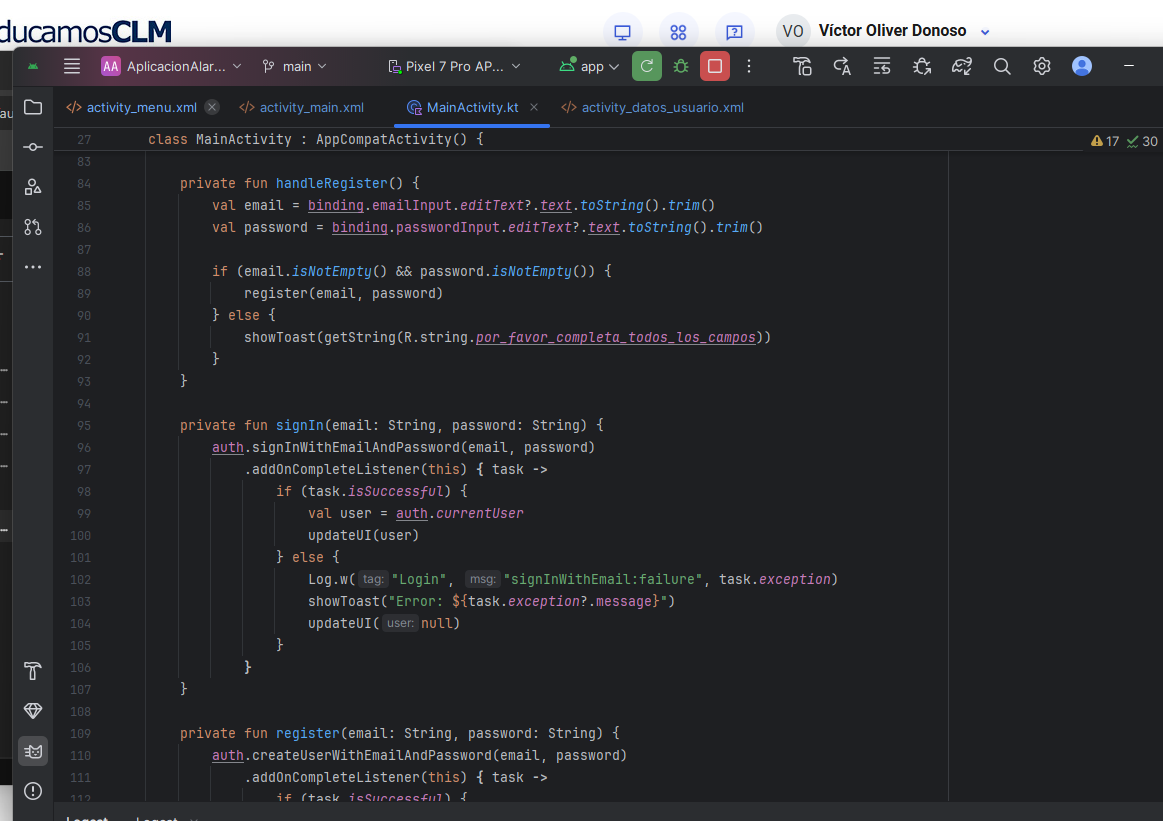 ducamosCLM
VO Víctor Oliver Donoso
AA AplicacionAlar... main Pixel 7 Pro AP... app
activity_menu.xml activity_main.xml MainActivity.kt activity_datos_usuario.xml
27 class MainActivity : AppCompatActivity() { 17 30
83
84 private fun handleRegister() {
85 val email = binding.emailInput.editText?.text.toString().trim()
86 val password = binding.passwordInput.editText?.text.toString().trim()
87
88 if (email.isNotEmpty() && password.isNotEmpty()) {
89 register(email, password)
90 } else {
91 showToast(getString(R.string.por_favor_completa_todos_los_campos))
92 }
93 }
94
95 private fun signIn(email: String, password: String) {
96 auth.signInWithEmailAndPassword(email, password)
97 .addOnCompleteListener(this) { task ->
98 if (task.isSuccessful) {
99 val user = auth.currentUser
100 updateUI(user)
101 } else {
102 Log.w( tag: "Login", msg: "signInWithEmail:failure", task.exception)
103 showToast("Error: ${task.exception?.message}")
104 updateUI( user: null)
105 }
106 }
107 }
108
109 private fun register(email: String, password: String) {
110 auth.createUserWithEmailAndPassword(email, password)
111 .addOnCompleteListener(this) { task ->
112 if (task.isSuccessful) {